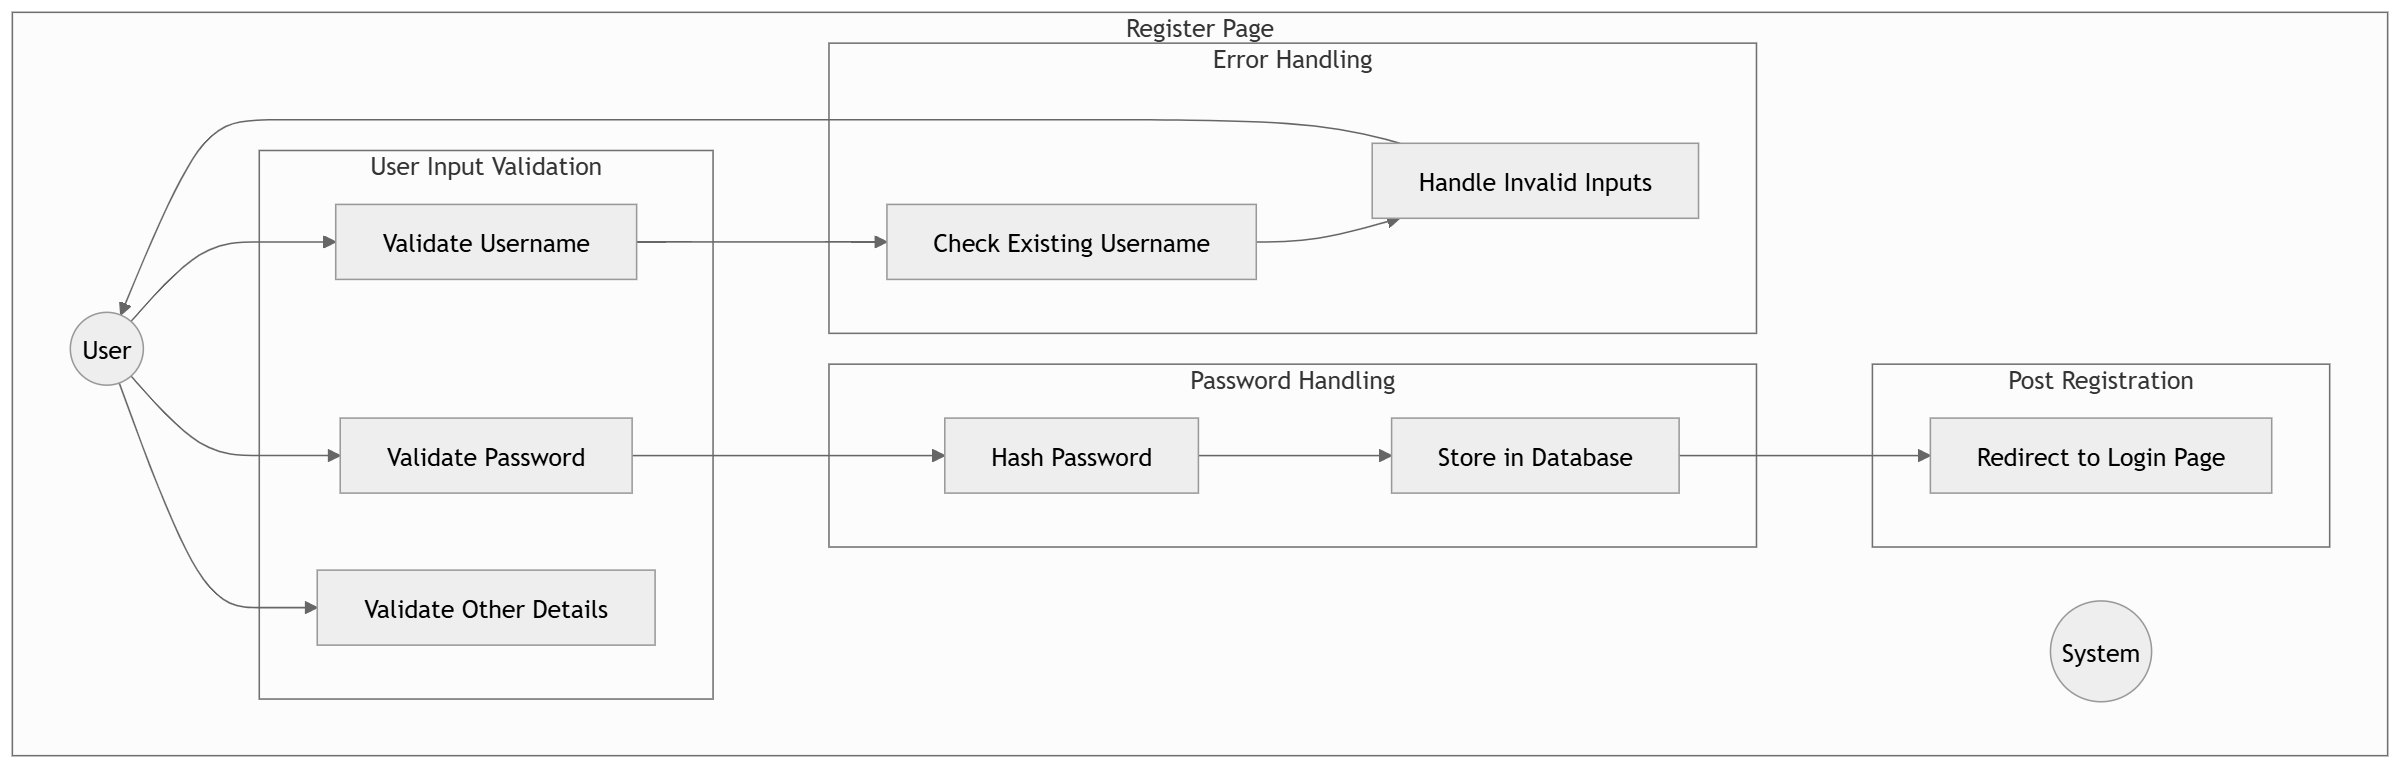 Register Page
Error Handling
User Input Validation
Handle Invalid Inputs
Validate Username
Check Existing Username
User
Password Handling
Post Registration
Validate Password
Hash Password
Store in Database
Redirect to Login Page
Validate Other Details
System